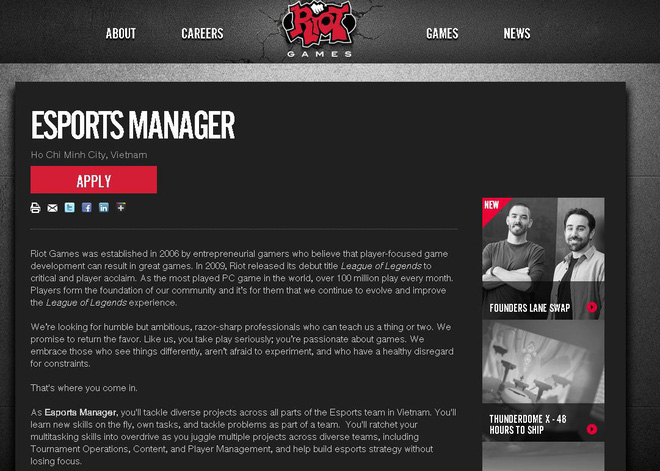 ABOUT
CAREERS
RIOT
GAMES
GAMES
NEWS
ESPORTS MANAGER
Ho Chi Minh City, Vietnam
APPLY
Riot Games was established in 2006 by entrepreneurial gamers who believe that player-focused game
development can result in great games. In 2009, Riot released its debut title League of Legends to
critical and player acclaim. As the most played PC game in the world, over 100 million play every month.
Players form the foundation of our community and it's for them that we continue to evolve and improve
the League of Legends experience.
We're looking for humble but ambitious, razor-sharp professionals who can teach us a thing or two. We
promise to return the favor. Like us, you take play seriously; you're passionate about games. We
embrace those who see things differently, aren't afraid to experiment, and who have a healthy disregard
for constraints.
That's where you come in.
As Esports Manager, you'll tackle diverse projects across all parts of the Esports team in Vietnam. You'll
learn new skills on the fly, own tasks, and tackle problems as part of a team. You'll ratchet your
multitasking skills into overdrive as you juggle multiple projects across diverse teams, including
Tournament Operations, Content, and Player Management, and help build esports strategy without
losing focus.
NEW
FOUNDERS LANE SWAP
THUNDERDOME X - 48
HOURS TO SHIP